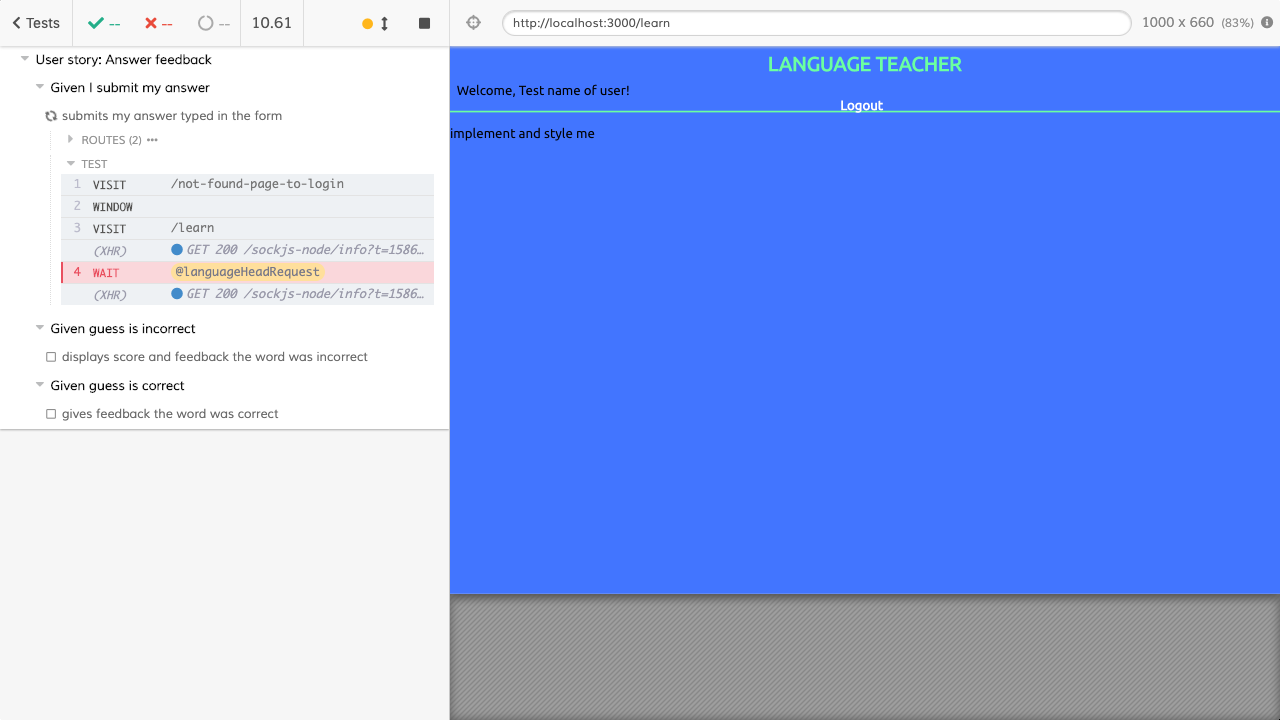 Tests -- -- -- 10.61
http://localhost:3000/learn 1000 x 660 (83%)
User story: Answer feedback
Given I submit my answer
submits my answer typed in the form
ROUTES (2) •••
TEST
1 VISIT /not-found-page-to-login
2 WINDOW
3 VISIT /learn
(XHR) GET 200 /sockjs-node/info?t=1586…
4 WAIT @languageHeadRequest
(XHR) GET 200 /sockjs-node/info?t=1586…
Given guess is incorrect
displays score and feedback the word was incorrect
Given guess is correct
gives feedback the word was correct
LANGUAGE TEACHER
Welcome, Test name of user!
Logout
implement and style me